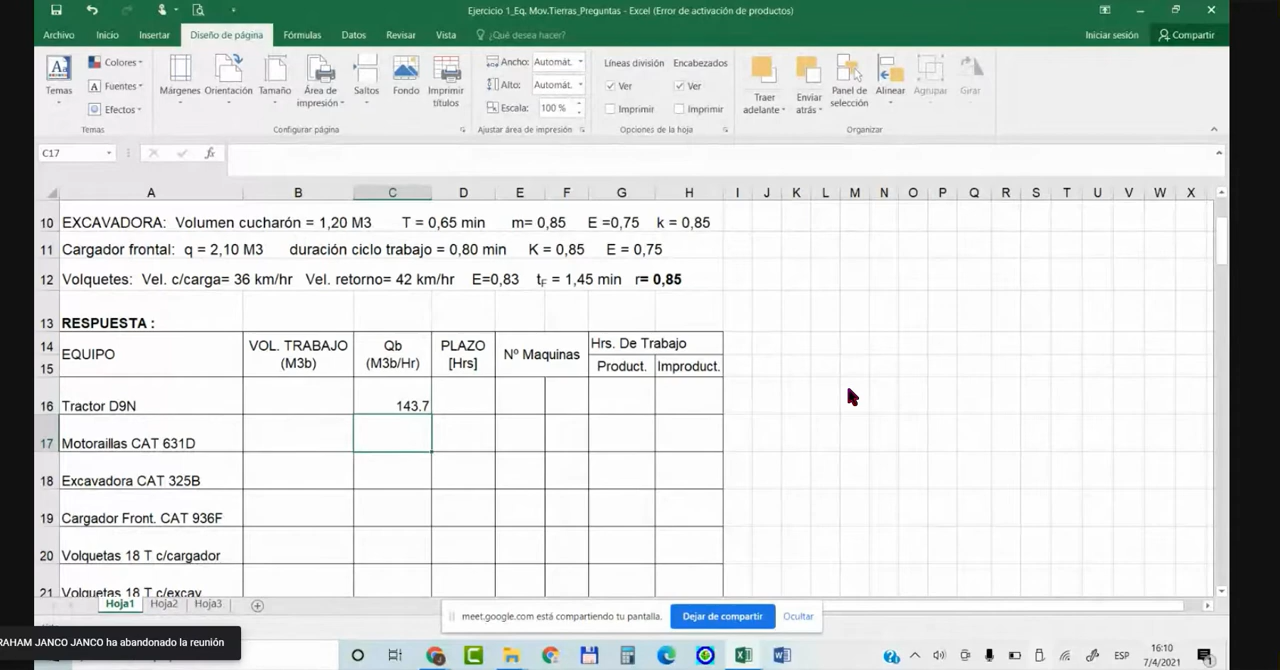 Ejercicio 1_Eq. Mov.Tierras_Preguntas - Excel (Error de activación de productos)
Archivo Inicio Insertar Diseño de página Fórmulas Datos Revisar Vista ¿Qué desea hacer? Iniciar sesión Compartir
Temas Colores Fuentes Efectos Temas
Márgenes Orientación Tamaño Área de impresión Saltos Fondo Imprimir títulos Configurar página
Ancho: Automát. Alto: Automát. Escala: 100 % Ajustar área de impresión
Líneas división Ver Imprimir Encabezados Ver Imprimir Opciones de la hoja
Traer adelante Enviar atrás Panel de selección Alinear Agrupar Girar Organizar
C17 fx
A B C D E F G H I J K L M N O P Q R S T U V W X
10 EXCAVADORA: Volumen cucharón = 1,20 M3 T = 0,65 min m= 0,85 E =0,75 k = 0,85
11 Cargador frontal: q = 2,10 M3 duración ciclo trabajo = 0,80 min K = 0,85 E = 0,75
12 Volquetes: Vel. c/carga= 36 km/hr Vel. retorno= 42 km/hr E=0,83 tF = 1,45 min r= 0,85
13 RESPUESTA :
14 EQUIPO VOL. TRABAJO Qb PLAZO Nº Maquinas Hrs. De Trabajo
15 (M3b) (M3b/Hr) [Hrs] Product. Improduct.
16 Tractor D9N 143.7
17 Motoraillas CAT 631D
18 Excavadora CAT 325B
19 Cargador Front. CAT 936F
20 Volquetas 18 T c/cargador
21 Volquetas 18 T c/excav
Hoja1 Hoja2 Hoja3
meet.google.com está compartiendo tu pantalla. Dejar de compartir Ocultar
RAHAM JANCO JANCO ha abandonado la reunión
ESP 16:10
7/4/2021